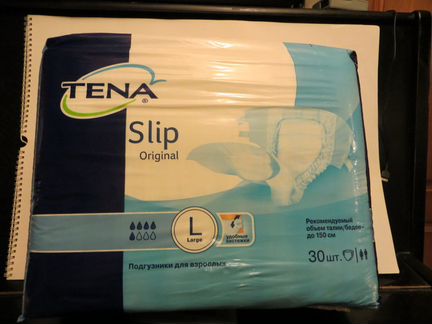 TENA®
Slip
Original
L
Large
удобные
застежки
Рекомендуемый
объем талии/бедер-
до 150 см
Подгузники для взрослых
30 шт.